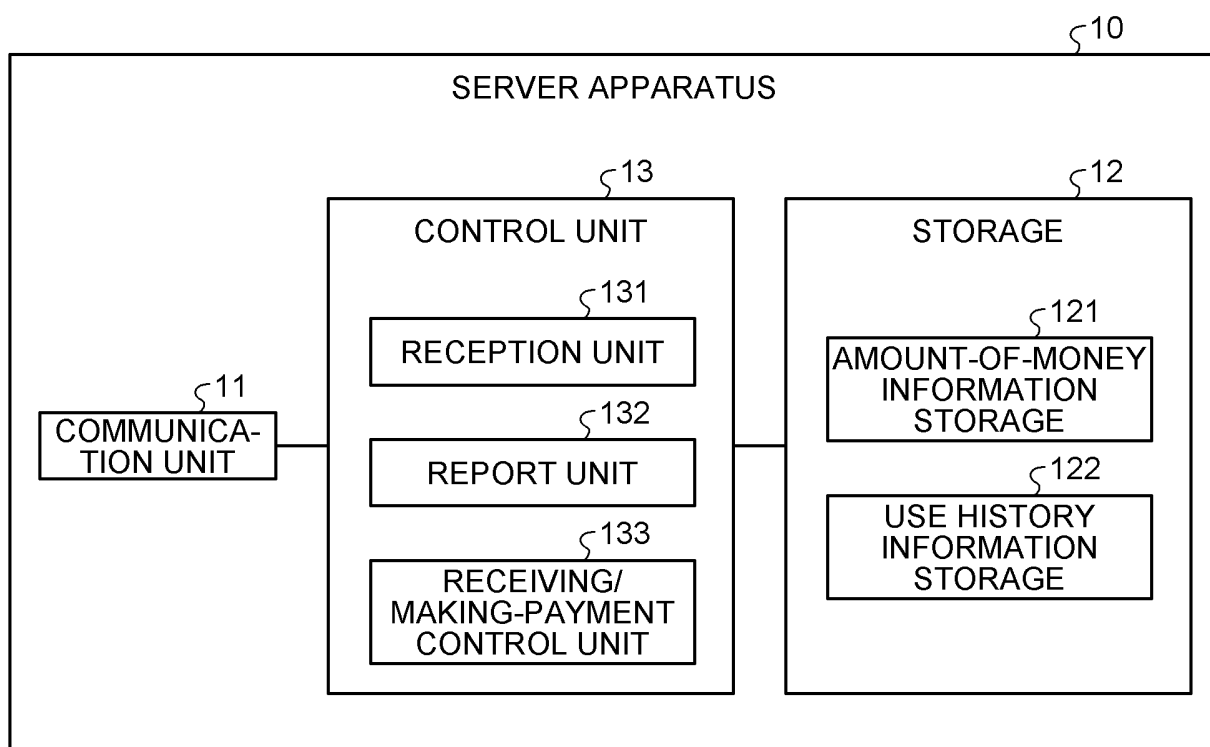 10
SERVER APPARATUS
13
CONTROL UNIT
131
RECEPTION UNIT
132
REPORT UNIT
133
RECEIVING/
MAKING-PAYMENT
CONTROL UNIT
11
COMMUNICA-
TION UNIT
12
STORAGE
121
AMOUNT-OF-MONEY
INFORMATION
STORAGE
122
USE HISTORY
INFORMATION
STORAGE